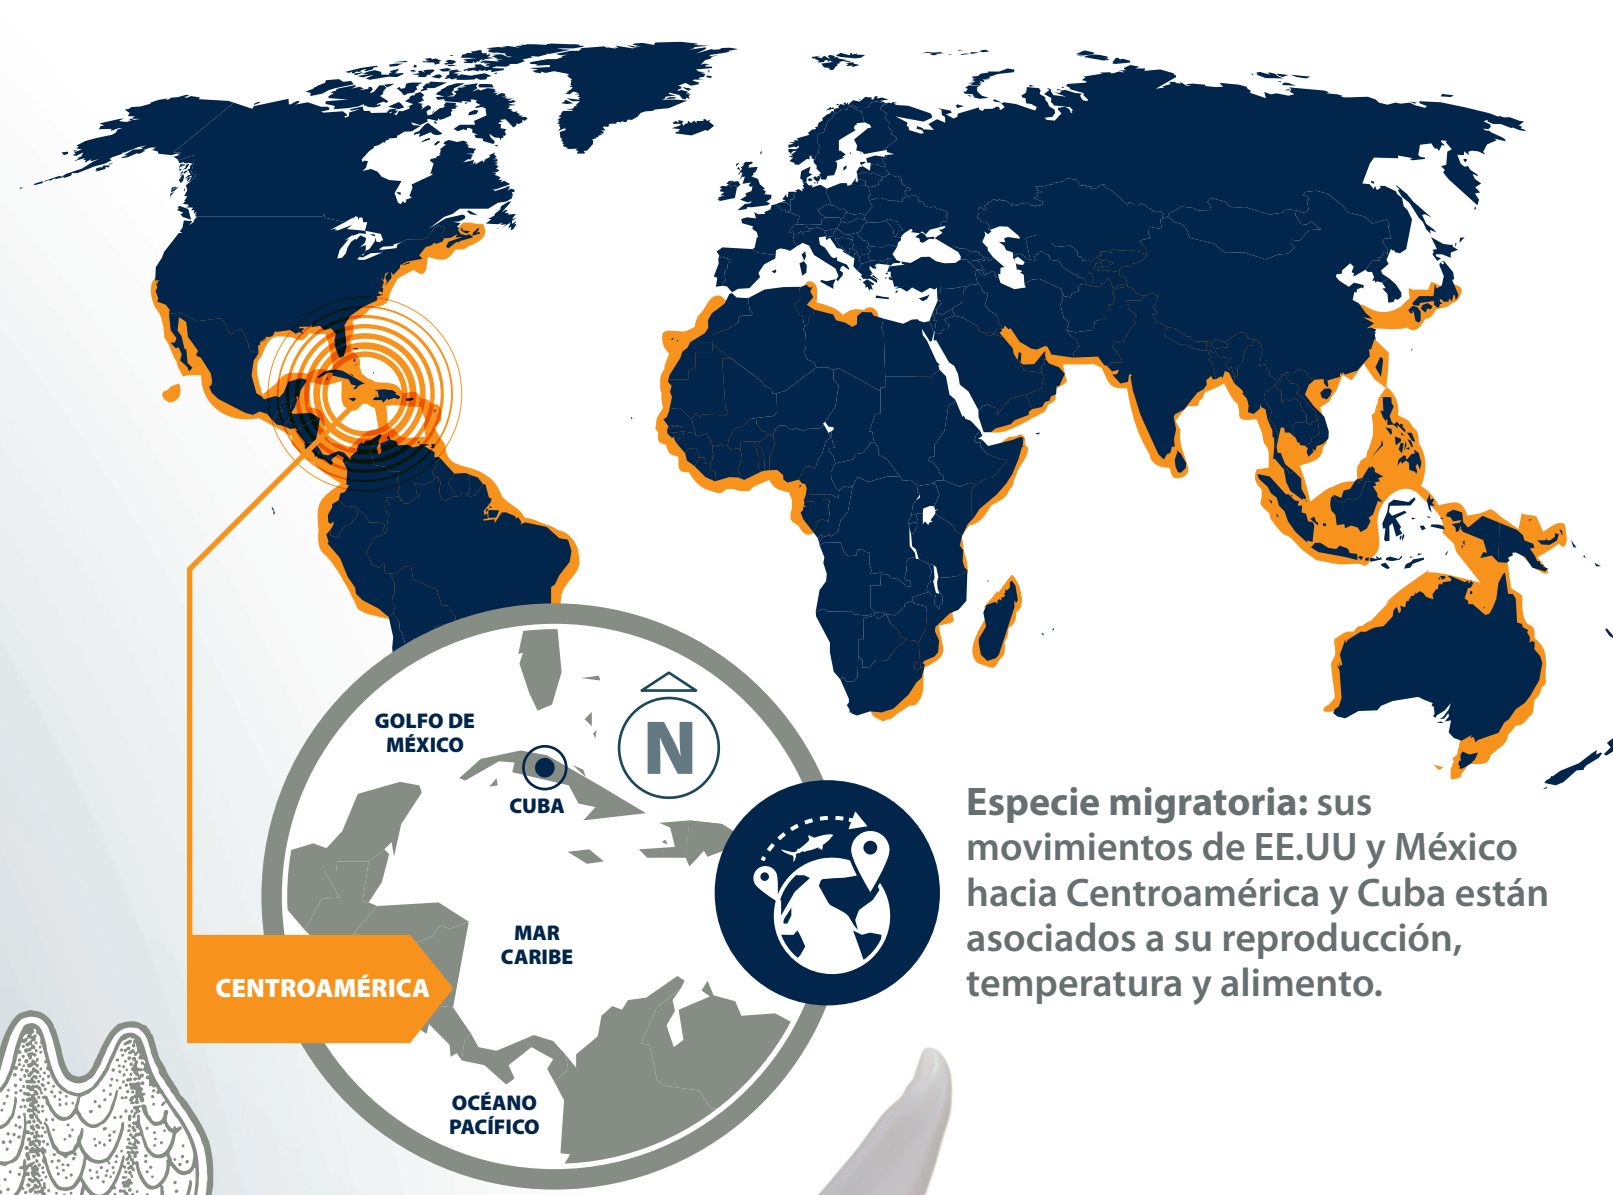 GOLFO DE
MÉXICO
N
CUBA
MAR
CARIBE
CENTROAMÉRICA
OCÉANO
PACÍFICO
Especie migratoria: sus
movimientos de EE.UU y México
hacia Centroamérica y Cuba están
asociados a su reproducción,
temperatura y alimento.